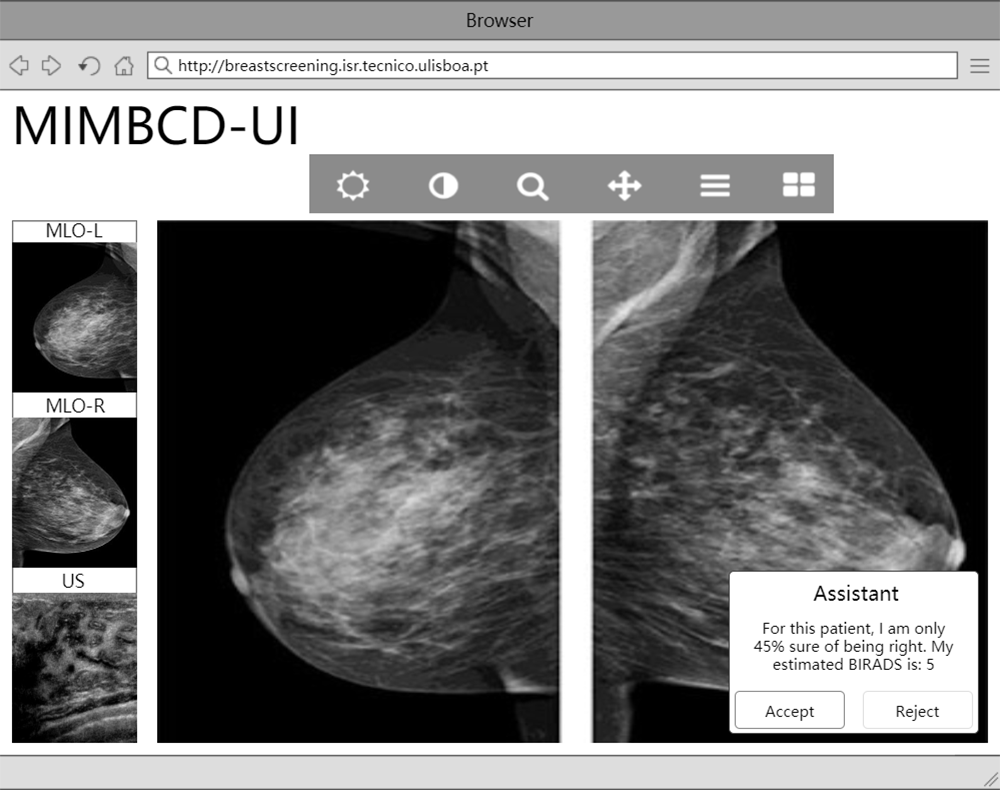 Browser
http://breastscreening.isr.tecnico.ulisboa.pt
MIMBCD-UI
MLO-L
MLO-R
US
Assistant
For this patient, I am only
45% sure of being right. My
estimated BIRADS is: 5
Accept
Reject